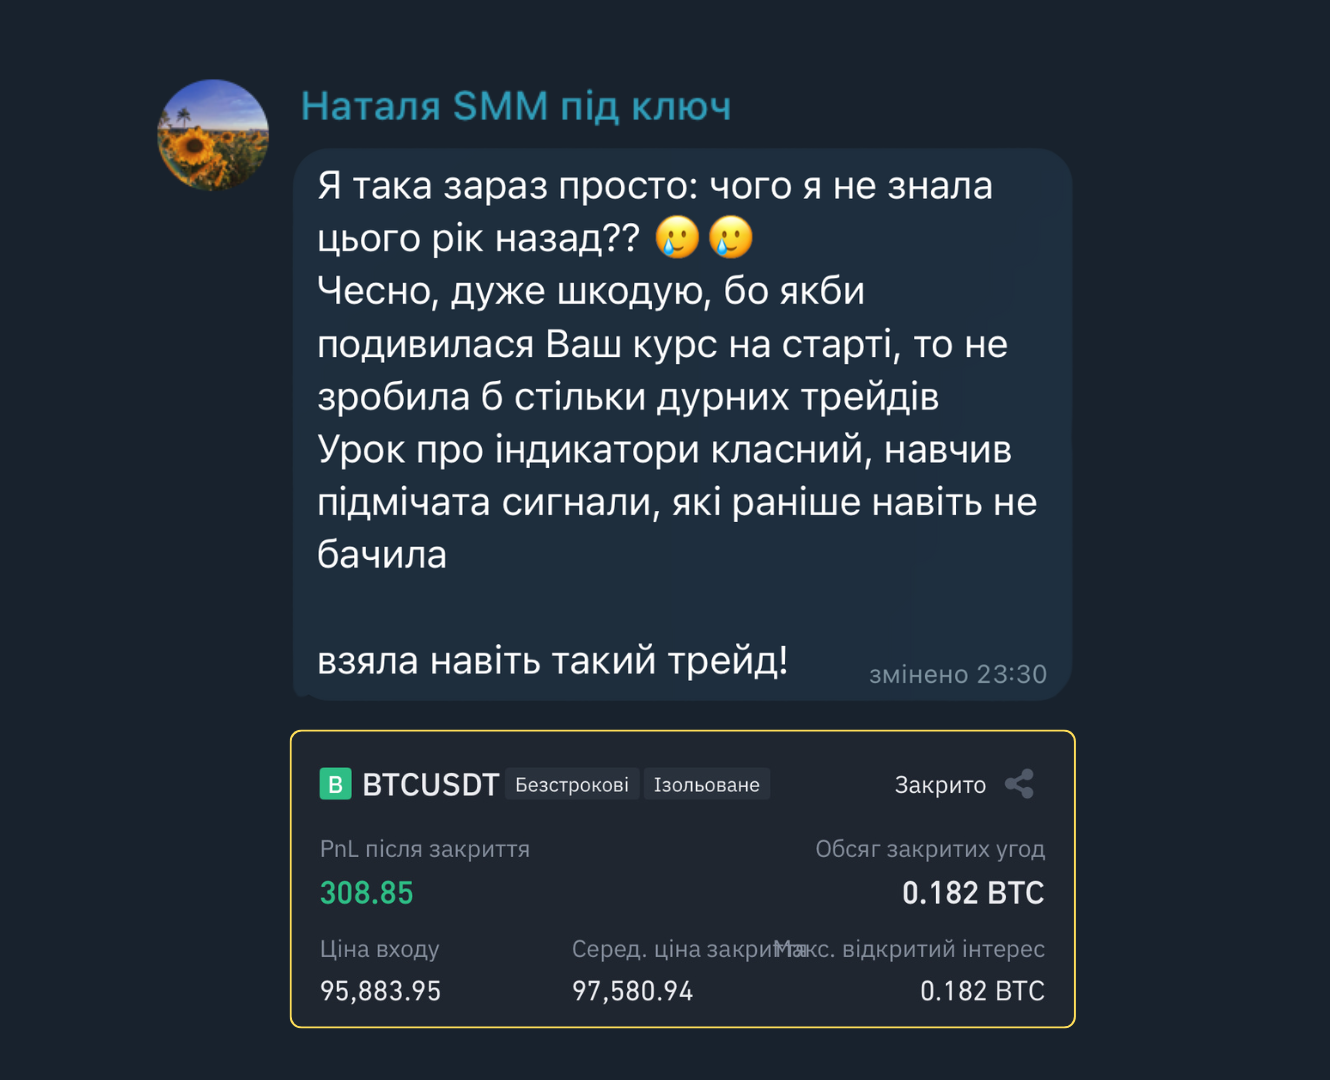 Наталя SMM під ключ
Я така зараз просто: чого я не знала
цього рік назад?? 🥲🥲
Чесно, дуже шкодую, бо якби
подивилася Ваш курс на старті, то не
зробила б стільки дурних трейдів
Урок про індикатори класний, навчив
підмічата сигнали, які раніше навіть не
бачила
взяла навіть такий трейд!
змінено 23:30
B BTCUSDT Безстрокові Ізольоване Закрито
PnL після закриття Обсяг закритих угод
308.85 0.182 BTC
Ціна входу Серед. ціна закриття Макс. відкритий інтерес
95,883.95 97,580.94 0.182 BTC